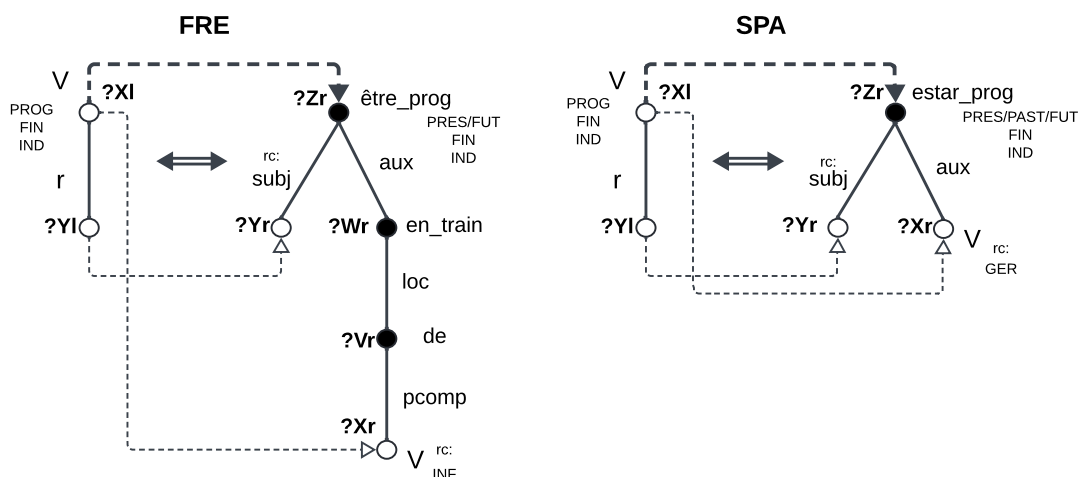 FRE
V
?Xl
PROG
FIN
IND
r
?Yl
?Zr
être_prog
PRES/FUT
FIN
IND
rc:
subj
aux
?Yr
?Wr
en_train
loc
?Vr
de
pcomp
?Xr
V
rc:
INF
SPA
V
?Xl
PROG
FIN
IND
r
?Yl
?Zr
estar_prog
PRES/PAST/FUT
FIN
IND
rc:
subj
aux
?Yr
?Xr
V
rc:
GER